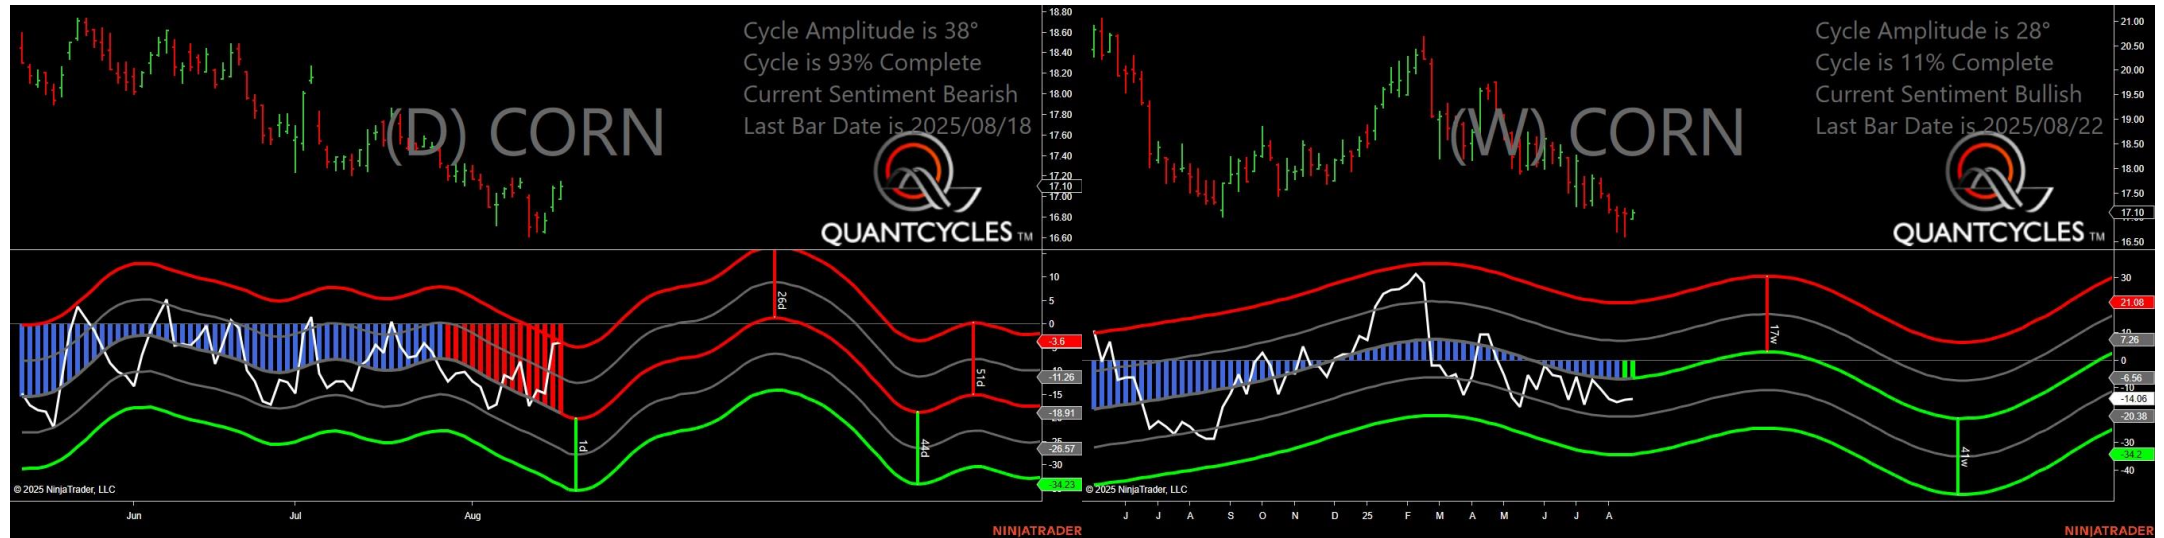 Cycle Amplitude is 38°
Cycle is 93% Complete
Current Sentiment Bearish
Last Bar Date is 2025/08/18
(D) CORN
QUANTCYCLES TM
18.80
18.60
18.40
18.20
18.00
17.80
17.60
17.40
17.20
17.10
17.00
16.80
16.60
26d
51d
1d
44d
10
5
0
-3.6
-11.26
-15
-18.91
-26.57
-30
-34.23
© 2025 NinjaTrader, LLC
Jun Jul Aug
NINJATRADER
Cycle Amplitude is 28°
Cycle is 11% Complete
Current Sentiment Bullish
Last Bar Date is 2025/08/22
(W) CORN
QUANTCYCLES TM
21.00
20.50
20.00
19.50
19.00
18.50
18.00
17.50
17.10
16.50
17w
41w
30
21.08
7.26
0
-6.56
-10
-14.06
-20.38
-30
-34.2
-40
© 2025 NinjaTrader, LLC
J J A S O N D 25 F M A M J J A
NINJATRADER